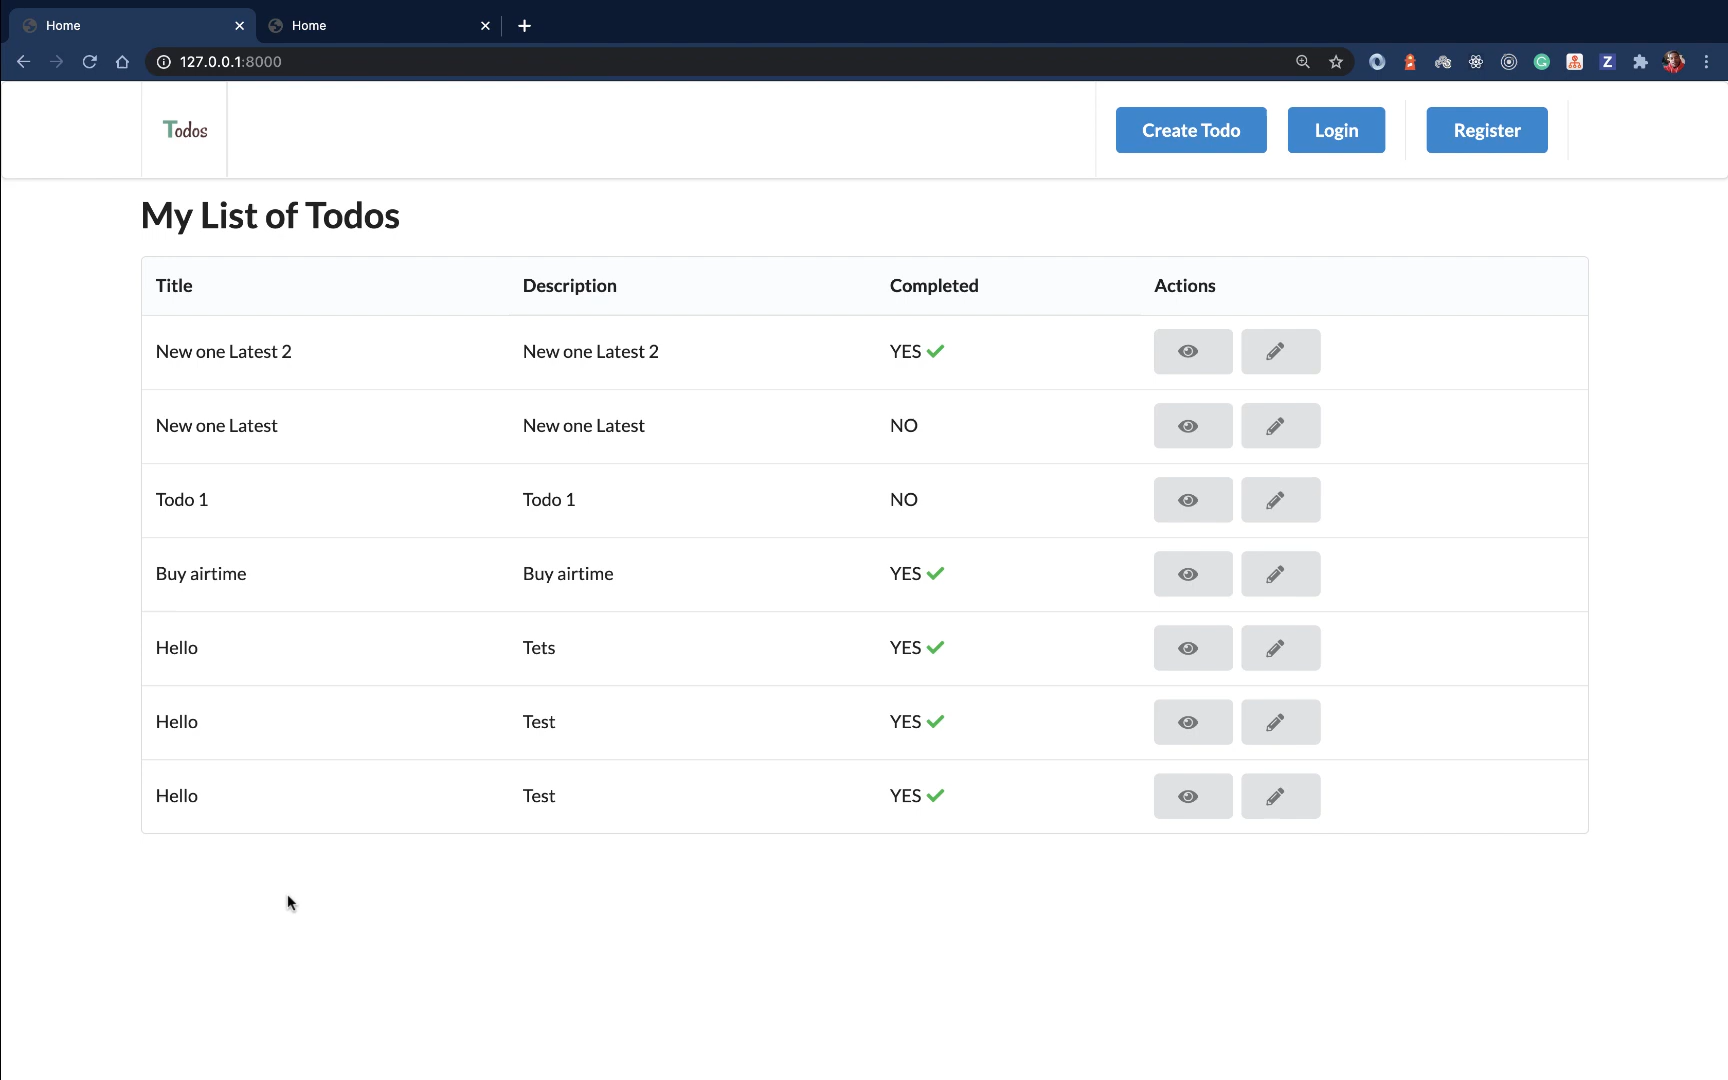 Home Home
127.0.0.1:8000
Todos Create Todo Login Register
My List of Todos
Title Description Completed Actions
New one Latest 2 New one Latest 2 YES
New one Latest New one Latest NO
Todo 1 Todo 1 NO
Buy airtime Buy airtime YES
Hello Tets YES
Hello Test YES
Hello Test YES